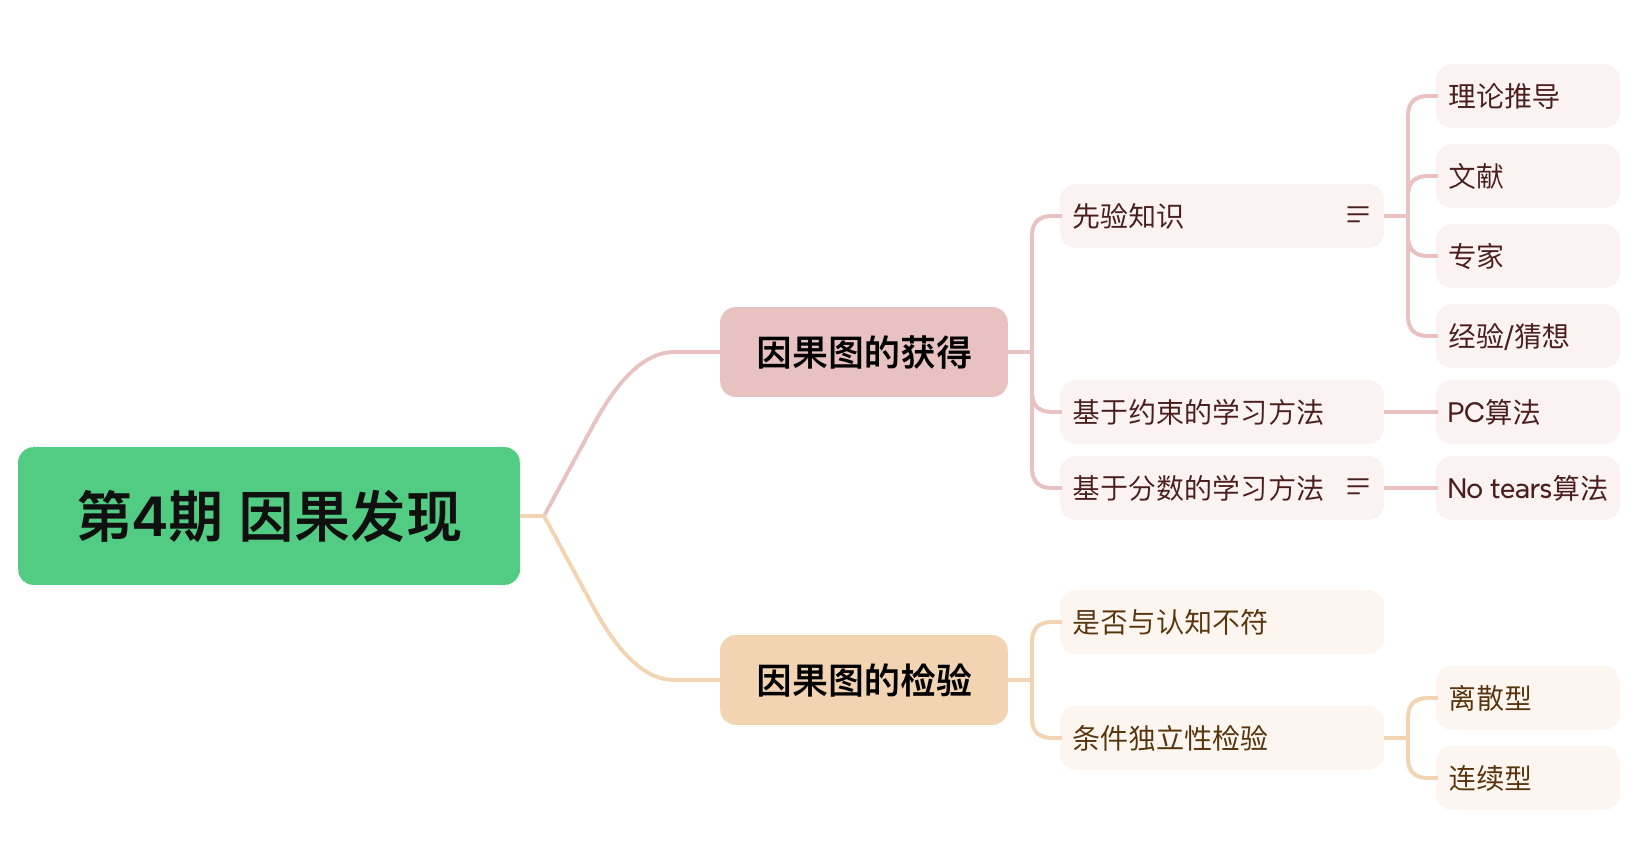 第4期 因果发现
因果图的获得
先验知识
理论推导
文献
专家
经验/猜想
基于约束的学习方法
PC算法
基于分数的学习方法
No tears算法
因果图的检验
是否与认知不符
条件独立性检验
离散型
连续型